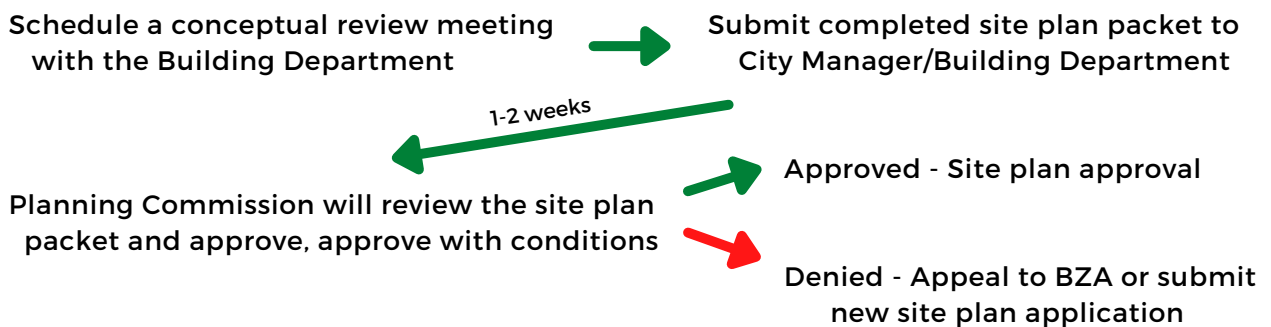 Schedule a conceptual review meeting
with the Building Department
Submit completed site plan packet to
City Manager/Building Department
1-2 weeks
Planning Commission will review the site plan
packet and approve, approve with conditions
Approved - Site plan approval
Denied - Appeal to BZA or submit
new site plan application